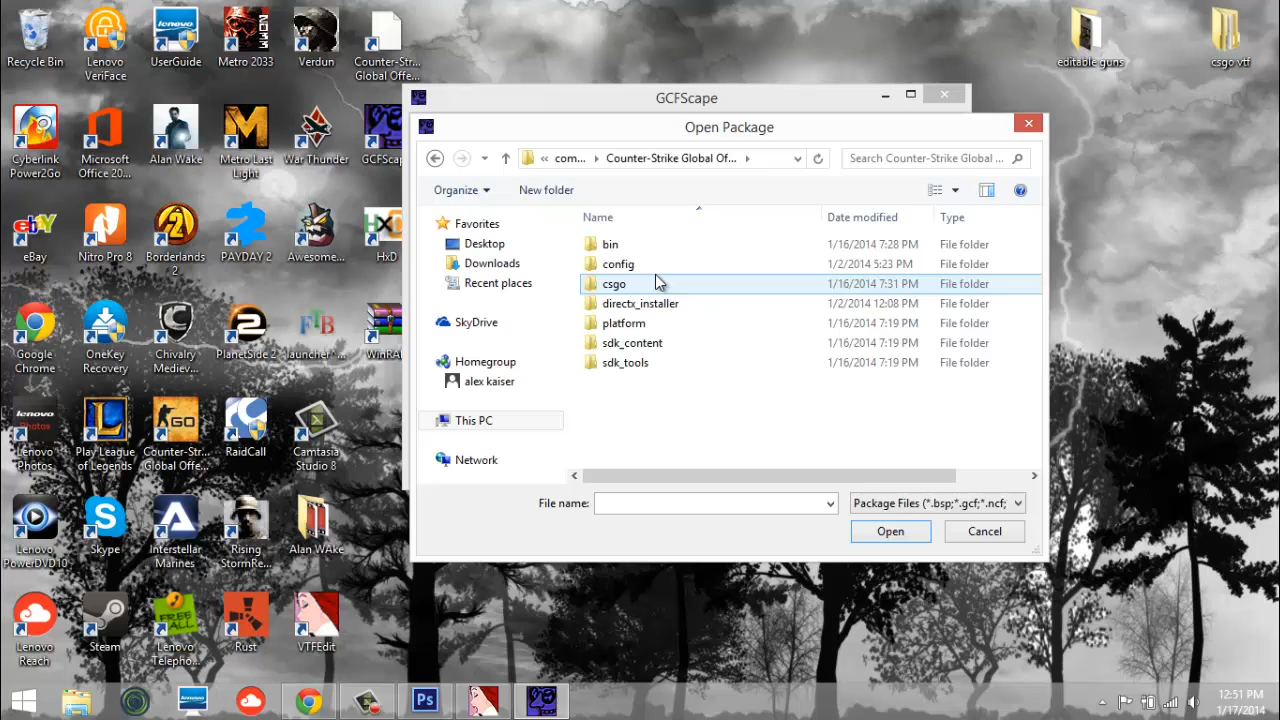 Recycle Bin
Lenovo
VeriFace
UserGuide
Metro 2033
Verdun
Counter-Str...
Global Offe...
editable guns
csgo vtf
Cyberlink
Power2Go
Microsoft
Office 20...
Alan Wake
Metro Last
Light
War Thunder
GCFScap
eBay
Nitro Pro 8
Borderlands
2
PAYDAY 2
Awesome...
HxD
Google
Chrome
OneKey
Recovery
Chivalry
Mediev...
PlanetSide 2
launcher^...
WinRA
Lenovo
Photos
Play League
of Legends
Counter-Str...
Global Offe...
RaidCall
Camtasia
Studio 8
Lenovo
PowerDVD10
Skype
Interstellar
Marines
Rising
StormRe...
Alan WAke
Lenovo
Reach
Steam
Lenovo
Telepho...
Rust
VTFEdit
GCFScape
Open Package
« com... Counter-Strike Global Of...
Search Counter-Strike Global ...
Organize
New folder
Name
Date modified
Type
Favorites
Desktop
Downloads
Recent places
SkyDrive
Homegroup
alex kaiser
This PC
Network
bin 1/16/2014 7:28 PM File folder
config 1/2/2014 5:23 PM File folder
csgo 1/16/2014 7:31 PM File folder
directx_installer 1/2/2014 12:08 PM File folder
platform 1/16/2014 7:19 PM File folder
sdk_content 1/16/2014 7:19 PM File folder
sdk_tools 1/16/2014 7:19 PM File folder
File name:
Package Files (*.bsp;*.gcf;*.ncf;
Open
Cancel
12:51 PM
1/17/2014